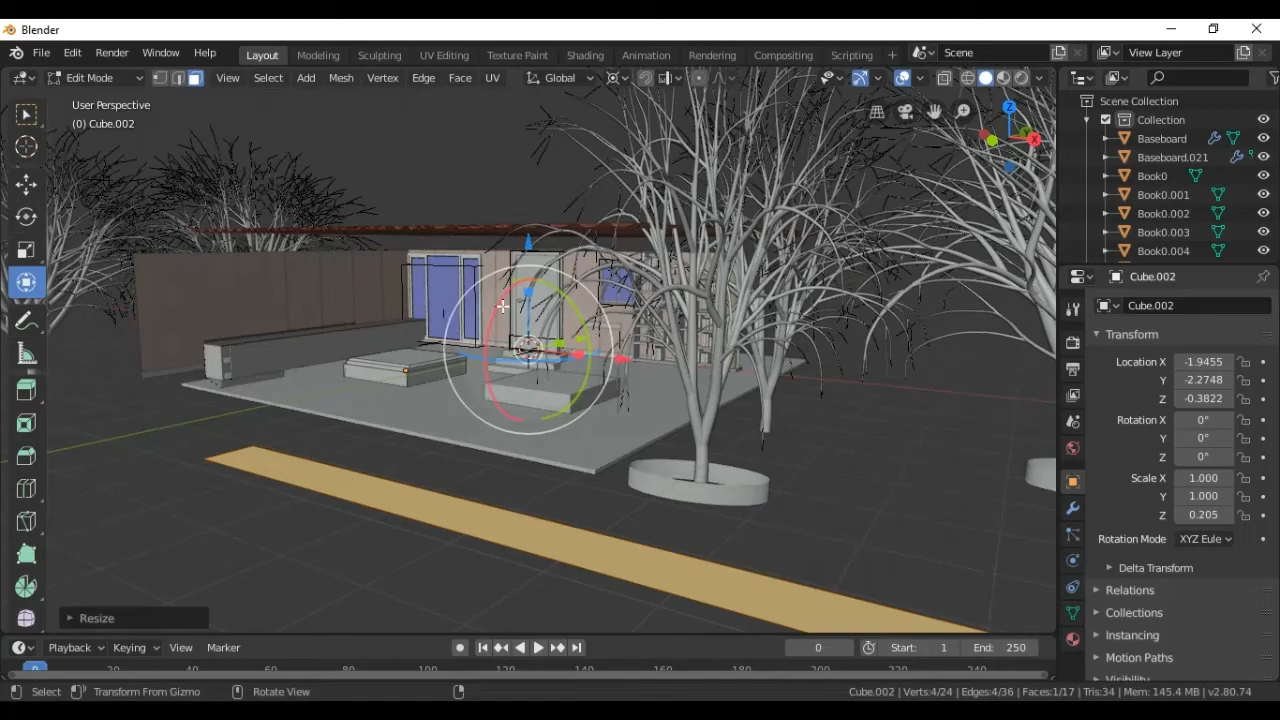 Blender
File Edit Render Window Help Layout Modeling Sculpting UV Editing Texture Paint Shading Animation Rendering Compositing Scripting + Scene View Layer
Edit Mode View Select Add Mesh Vertex Edge Face UV Global
User Perspective
(0) Cube.002
Z
X
Scene Collection
Collection
Baseboard
Baseboard.021
Book0
Book0.001
Book0.002
Book0.003
Book0.004
Cube.002
Cube.002
Transform
Location X -1.9455
Y -2.2748
Z -0.3822
Rotation X 0°
Y 0°
Z 0°
Scale X 1.000
Y 1.000
Z 0.205
Rotation Mode XYZ Eule
Delta Transform
Relations
Collections
Instancing
Motion Paths
Visibility
Resize
Playback Keying View Marker 0 Start: 1 End: 250
0 20 40 60 80 100 120 140 160 180 200 220 240
Select Transform From Gizmo Rotate View Cube.002 | Verts:4/24 | Edges:4/36 | Faces:1/17 | Tris:34 | Mem: 145.4 MB | v2.80.74